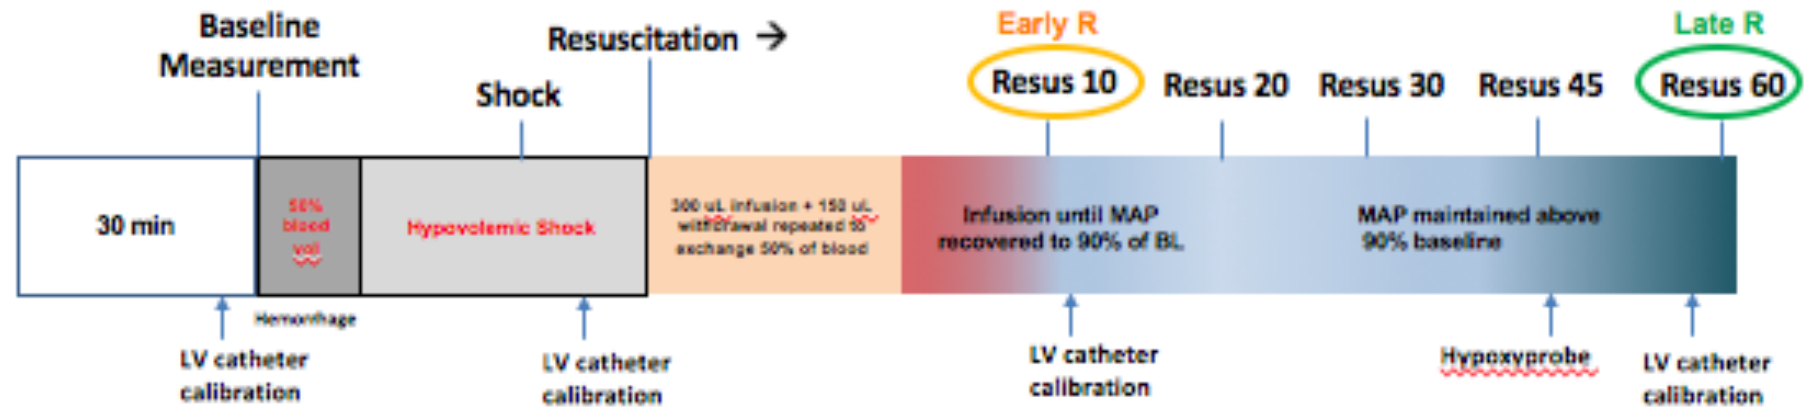 Baseline
Measurement
Shock
Resuscitation →
Early R
Resus 10
Resus 20
Resus 30
Resus 45
Late R
Resus 60
30 min
50%
blood
vol
Hypovolemic Shock
300 uL infusion + 150 uL
withdrawal repeated to
exchange 50% of blood
Infusion until MAP
recovered to 90% of BL
MAP maintained above
90% baseline
Hemorrhage
LV catheter
calibration
LV catheter
calibration
LV catheter
calibration
Hypoxyprobe
LV catheter
calibration